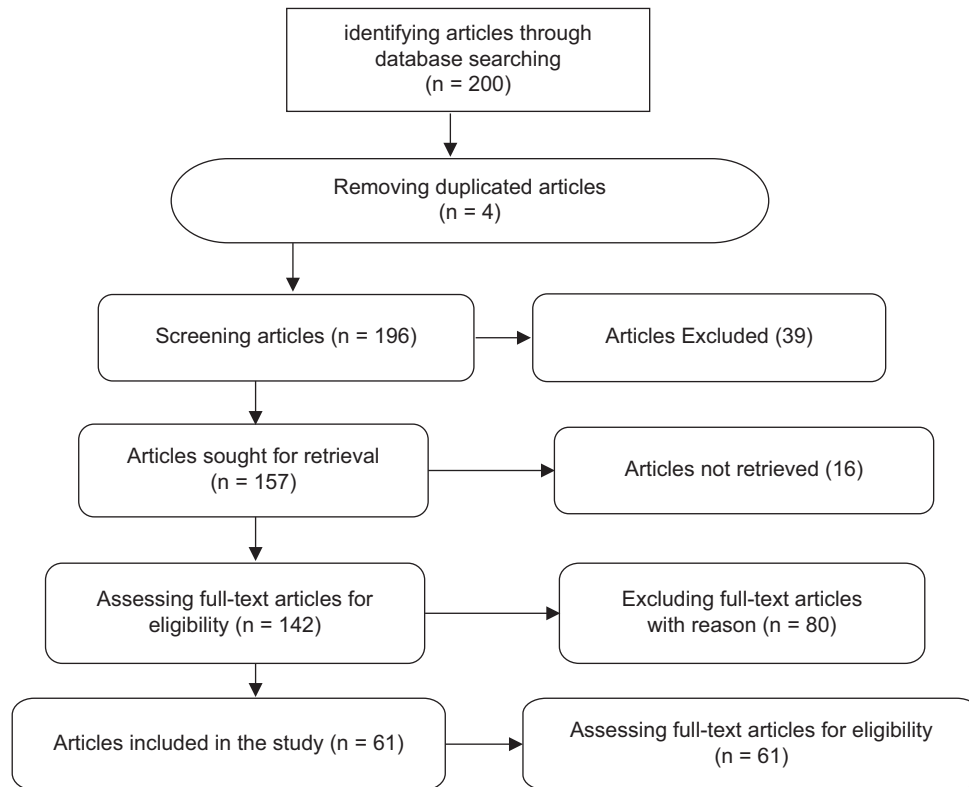 identifying articles through
database searching
(n = 200)
Removing duplicated articles
(n = 4)
Screening articles (n = 196)
Articles Excluded (39)
Articles sought for retrieval
(n = 157)
Articles not retrieved (16)
Assessing full-text articles for
eligibility (n = 142)
Excluding full-text articles
with reason (n = 80)
Articles included in the study (n = 61)
Assessing full-text articles for eligibility
(n = 61)